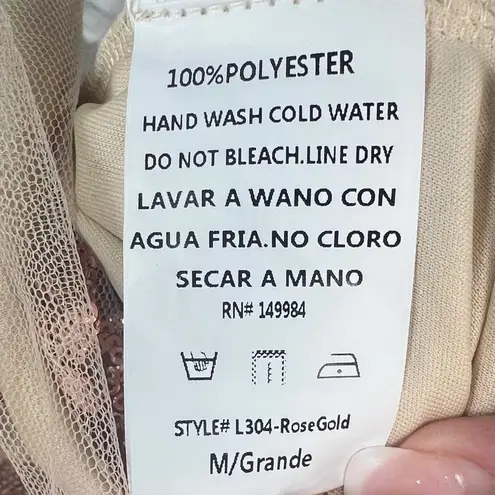 100%POLYESTER
HAND WASH COLD WATER
DO NOT BLEACH.LINE DRY
LAVAR A WANO CON
AGUA FRIA.NO CLORO
SECAR A MANO
RN# 149984
STYLE# L304-RoseGold
M/Grande